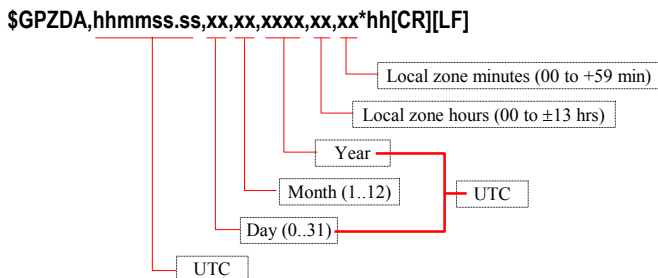 $GPZDA,hhmmss.ss,xx,xx,xxxx,xx,xx*hh[CR][LF]
Local zone minutes (00 to +59 min)
Local zone hours (00 to ±13 hrs)
Year
Month (1..12)
UTC
Day (0..31)
UTC